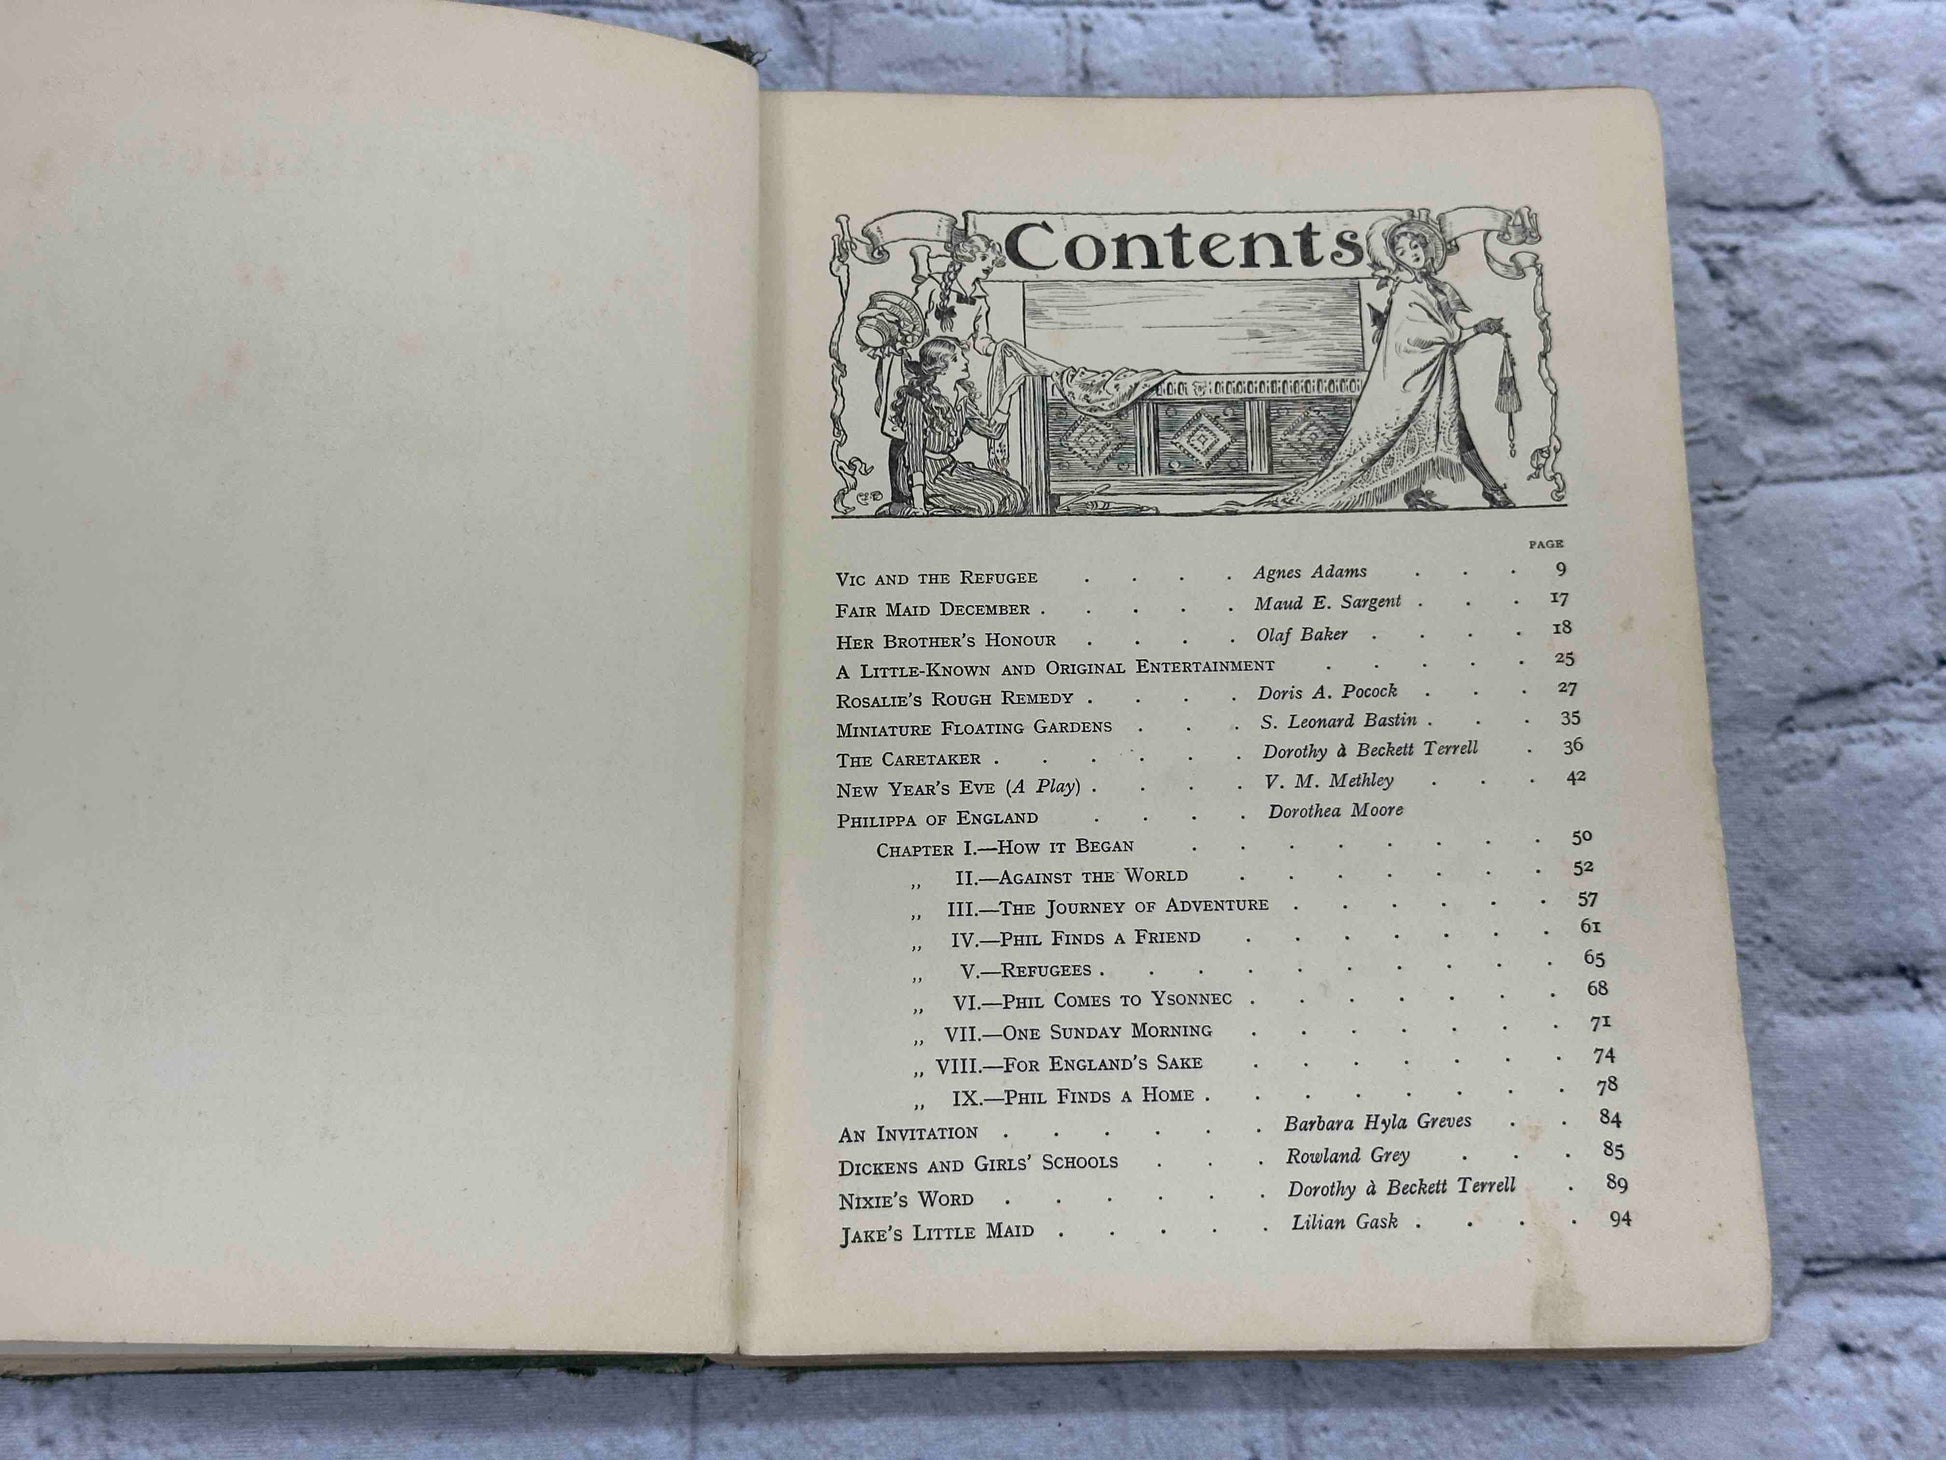 Contents
PAGE
VIC AND THE REFUGEE . . . . Agnes Adams . . . 9
FAIR MAID DECEMBER . . . . . Maud E. Sargent . . . 17
HER BROTHER'S HONOUR . . . . Olaf Baker . . . . 18
A LITTLE-KNOWN AND ORIGINAL ENTERTAINMENT . . . . . 25
ROSALIE'S ROUGH REMEDY . . . . Doris A. Pocock . . . 27
MINIATURE FLOATING GARDENS . . . S. Leonard Bastin . . . 35
THE CARETAKER . . . . . . Dorothy à Beckett Terrell . 36
NEW YEAR'S EVE (A Play) . . . . V. M. Methley . . . 42
PHILIPPA OF ENGLAND . . . . Dorothea Moore
CHAPTER I.—HOW IT BEGAN . . . . . . . . 50
,, II.—AGAINST THE WORLD . . . . . . . 52
,, III.—THE JOURNEY OF ADVENTURE . . . . . . 57
,, IV.—PHIL FINDS A FRIEND . . . . . . . 61
,, V.—REFUGEES . . . . . . . . . . 65
,, VI.—PHIL COMES TO YSONNEC . . . . . . . 68
,, VII.—ONE SUNDAY MORNING . . . . . . . 71
,, VIII.—FOR ENGLAND'S SAKE . . . . . . . 74
,, IX.—PHIL FINDS A HOME . . . . . . . . 78
AN INVITATION . . . . . . Barbara Hyla Greves . . 84
DICKENS AND GIRLS' SCHOOLS . . . Rowland Grey . . . 85
NIXIE'S WORD . . . . . . Dorothy à Beckett Terrell . 89
JAKE'S LITTLE MAID . . . . . Lilian Gask . . . . 94